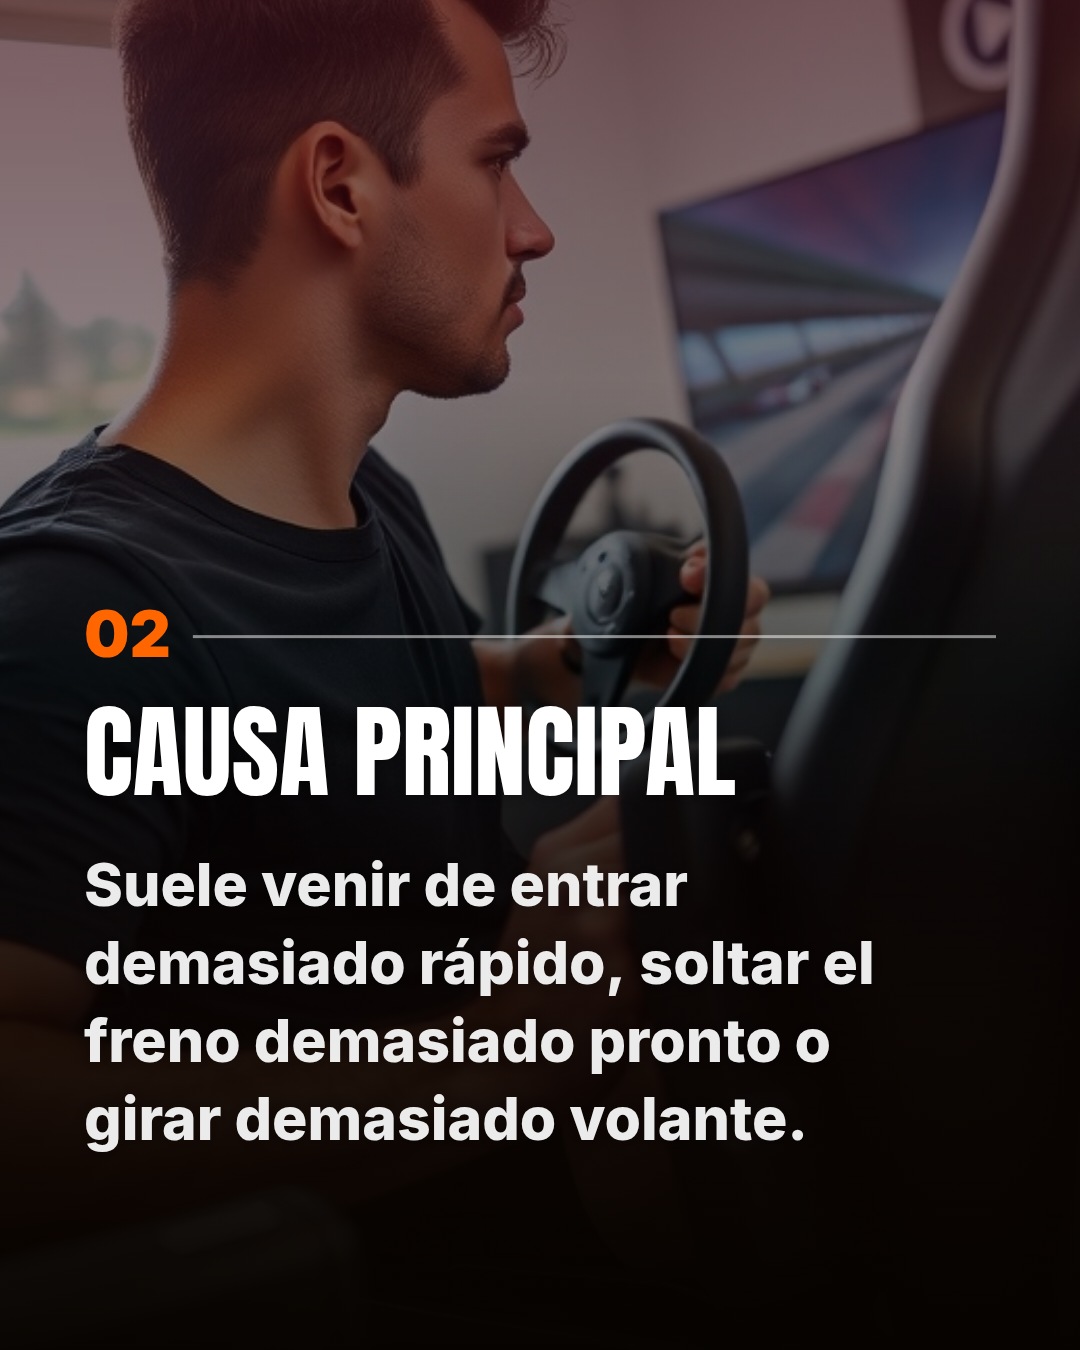 02
CAUSA PRINCIPAL
Suele venir de entrar
demasiado rápido, soltar el
freno demasiado pronto o
girar demasiado volante.